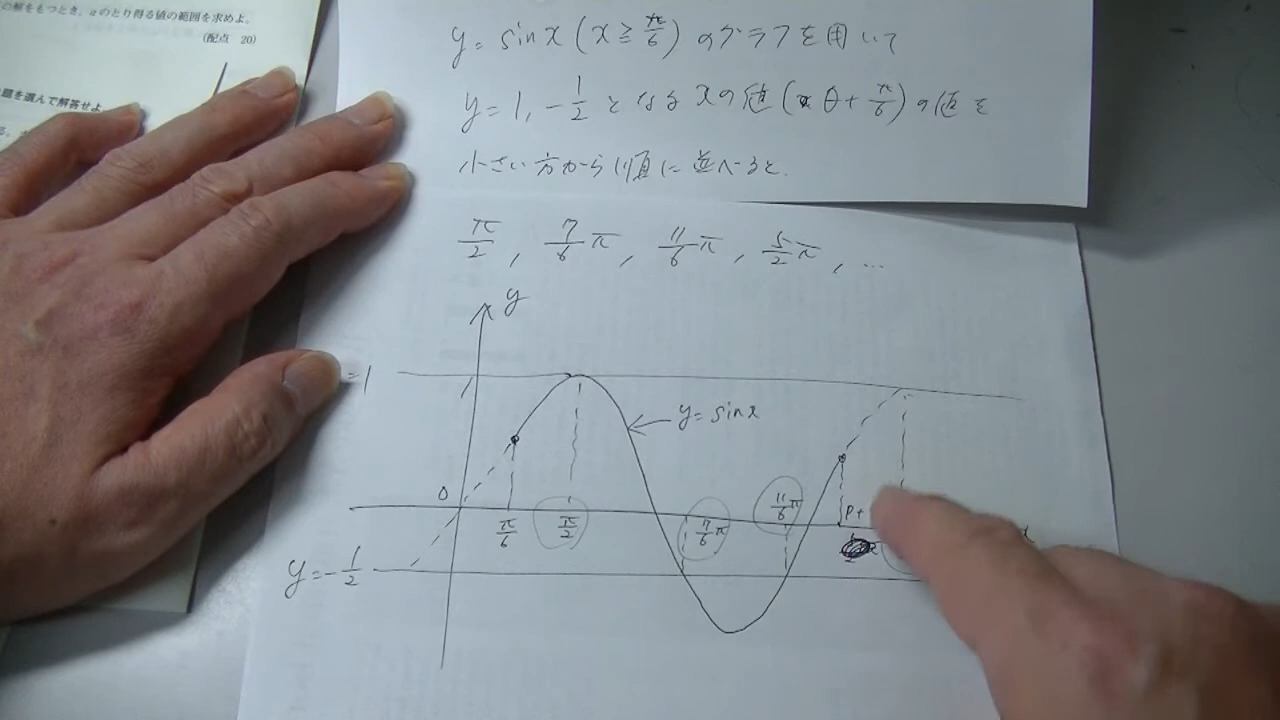 の解をもつとき，aのとり得る値の範囲を求めよ．
(配点 20)
題を選んで解答せよ
y = sin x (x ≧ π/6) のグラフを用いて
y = 1, -1/2 となる x の値 (θ + π/6) の値を
小さい方から順に並べると、
π/2 , 7/6 π , 11/6 π , 5/2 π , …
y
=1
y = sin x
0
π/6
π/2
7/6 π
11/6 π
P+
x
y = -1/2